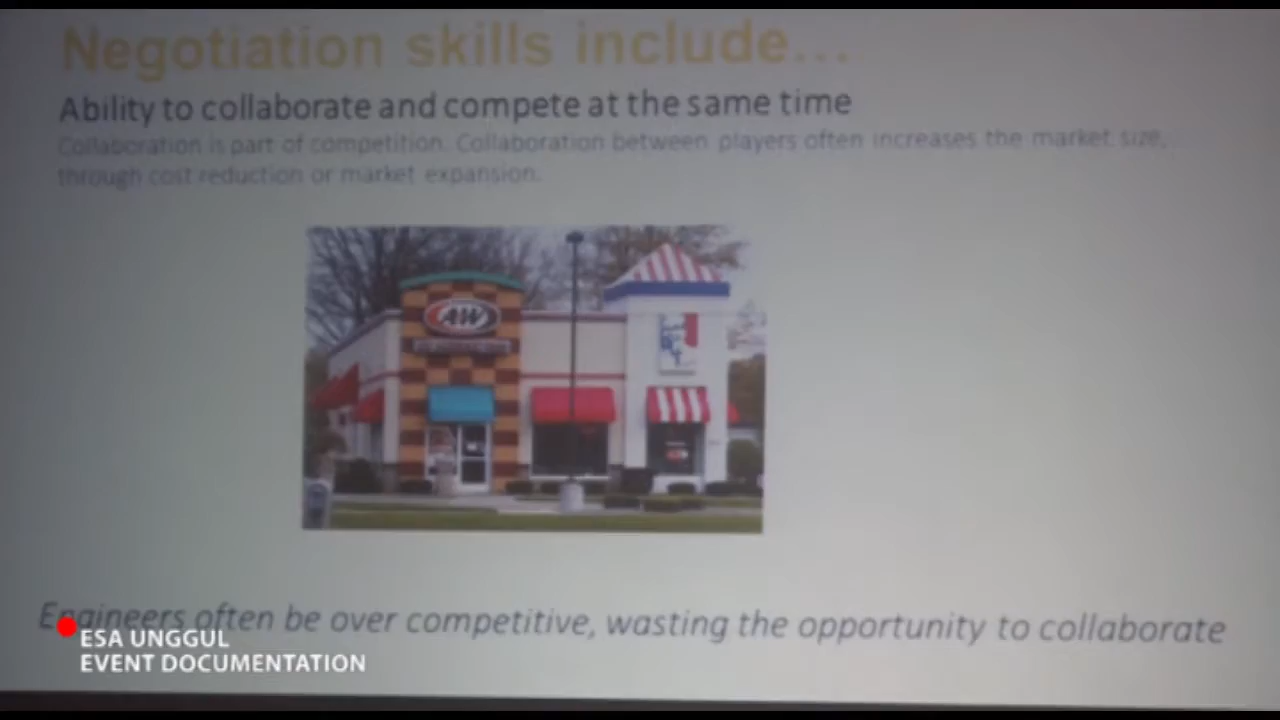 Negotiation skills include...
Ability to collaborate and compete at the same time
Collaboration is part of competition. Collaboration between players often increases the market size,
through cost reduction or market expansion.
A&W
Engineers often be over competitive, wasting the opportunity to collaborate
ESA UNGGUL
EVENT DOCUMENTATION